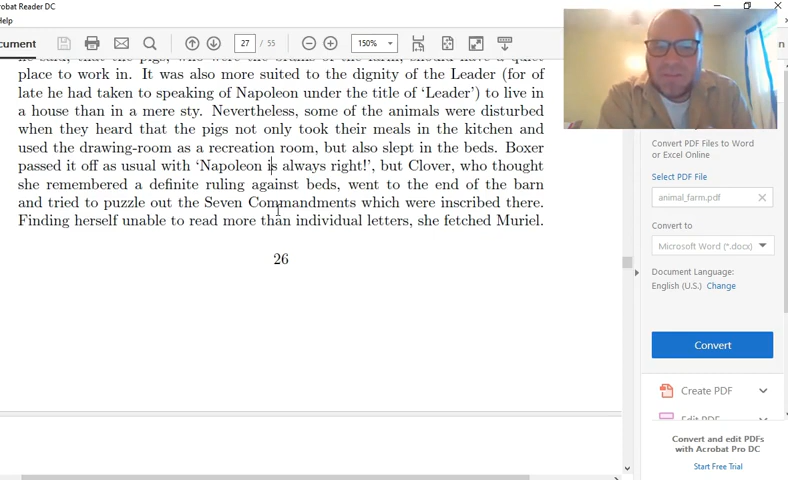 crobat Reader DC
Help
ocument
27 / 55
150%
n
place to work in. It was also more suited to the dignity of the Leader (for of
late he had taken to speaking of Napoleon under the title of ‘Leader’) to live in
a house than in a mere sty. Nevertheless, some of the animals were disturbed
when they heard that the pigs not only took their meals in the kitchen and
used the drawing-room as a recreation room, but also slept in the beds. Boxer
passed it off as usual with ‘Napoleon is always right!’, but Clover, who thought
she remembered a definite ruling against beds, went to the end of the barn
and tried to puzzle out the Seven Commandments which were inscribed there.
Finding herself unable to read more than individual letters, she fetched Muriel.
26
Convert PDF Files to Word
or Excel Online
Select PDF File
animal_farm.pdf
Convert to
Microsoft Word (*.docx)
Document Language:
English (U.S.) Change
Convert
Create PDF
Edit PDF
Convert and edit PDFs
with Acrobat Pro DC
Start Free Trial